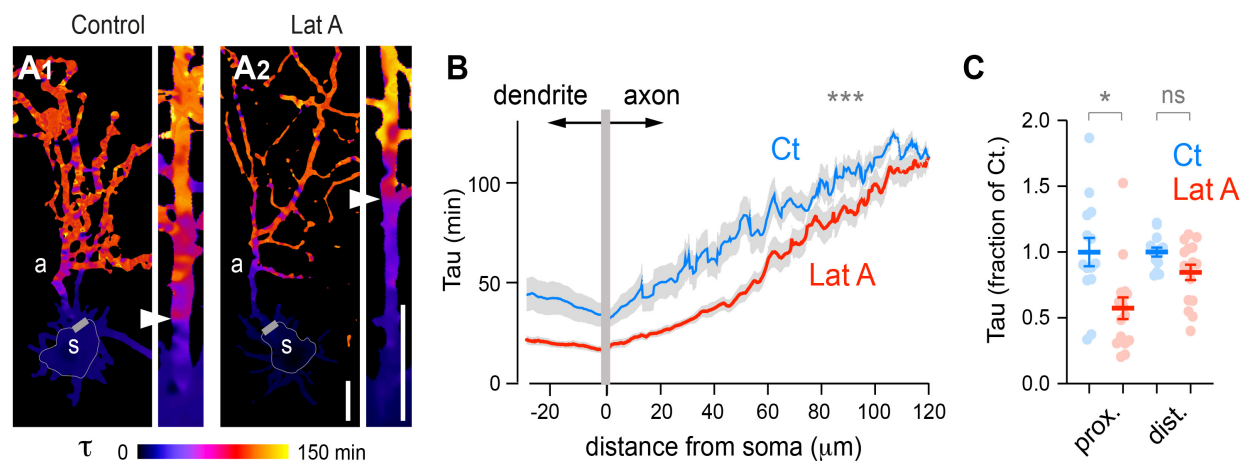 Control
Lat A
A1
A2
a
s
a
s
τ 0 150 min
B
dendrite axon
***
Ct
Lat A
Tau (min)
100
50
0
-20 0 20 40 60 80 100 120
distance from soma (μm)
C
* ns
Ct
Lat A
Tau (fraction of Ct.)
2.0
1.5
1.0
0.5
0.0
prox. dist.